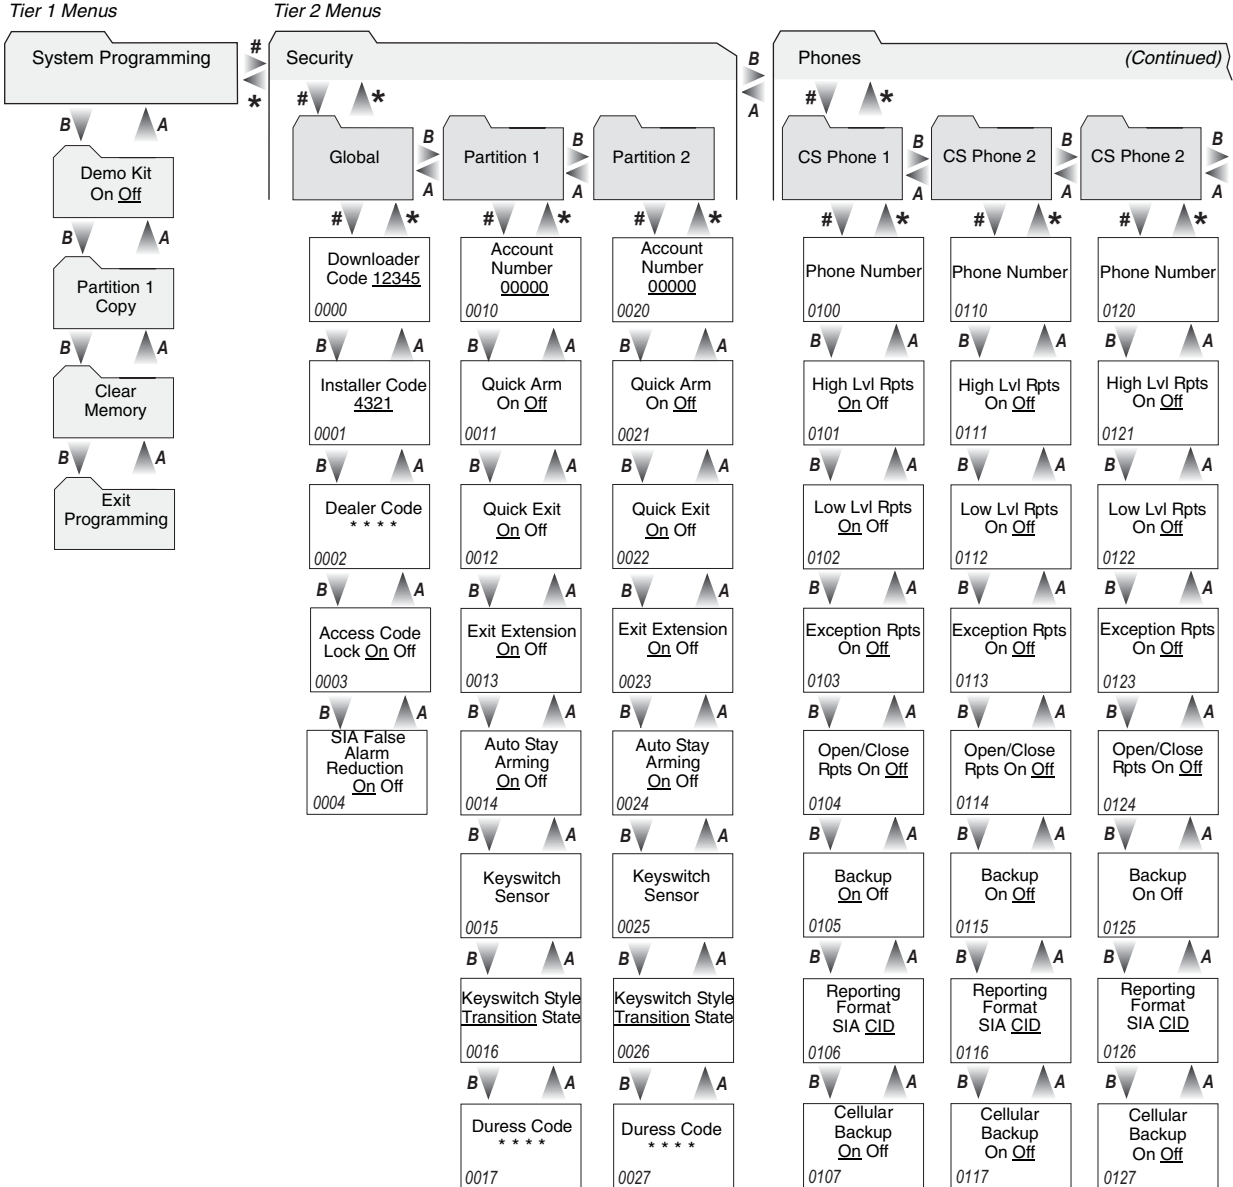 Tier 1 Menus
Tier 2 Menus
System Programming
#
*
Security
B
A
Phones
(Continued)
B A
Demo Kit
On Off
B A
Partition 1
Copy
B A
Clear
Memory
B A
Exit
Programming
# *
Global
B
A
Partition 1
B
A
Partition 2
# *
CS Phone 1
B
A
CS Phone 2
B
A
CS Phone 2
B
A
# *
Downloader
Code 12345
0000
B A
Installer Code
4321
0001
B A
Dealer Code
* * * *
0002
B A
Access Code
Lock On Off
0003
B A
SIA False
Alarm
Reduction
On Off
0004
# *
Account
Number
00000
0010
B A
Quick Arm
On Off
0011
B A
Quick Exit
On Off
0012
B A
Exit Extension
On Off
0013
B A
Auto Stay
Arming
On Off
0014
B A
Keyswitch
Sensor
0015
B A
Keyswitch Style
Transition State
0016
B A
Duress Code
* * * *
0017
# *
Account
Number
00000
0020
B A
Quick Arm
On Off
0021
B A
Quick Exit
On Off
0022
B A
Exit Extension
On Off
0023
B A
Auto Stay
Arming
On Off
0024
B A
Keyswitch
Sensor
0025
B A
Keyswitch Style
Transition State
0026
B A
Duress Code
* * * *
0027
# *
Phone Number
0100
B A
High Lvl Rpts
On Off
0101
B A
Low Lvl Rpts
On Off
0102
B A
Exception Rpts
On Off
0103
B A
Open/Close
Rpts On Off
0104
B A
Backup
On Off
0105
B A
Reporting
Format
SIA CID
0106
B A
Cellular
Backup
On Off
0107
# *
Phone Number
0110
B A
High Lvl Rpts
On Off
0111
B A
Low Lvl Rpts
On Off
0112
B A
Exception Rpts
On Off
0113
B A
Open/Close
Rpts On Off
0114
B A
Backup
On Off
0115
B A
Reporting
Format
SIA CID
0116
B A
Cellular
Backup
On Off
0117
# *
Phone Number
0120
B A
High Lvl Rpts
On Off
0121
B A
Low Lvl Rpts
On Off
0122
B A
Exception Rpts
On Off
0123
B A
Open/Close
Rpts On Off
0124
B A
Backup
On Off
0125
B A
Reporting
Format
SIA CID
0126
B A
Cellular
Backup
On Off
0127